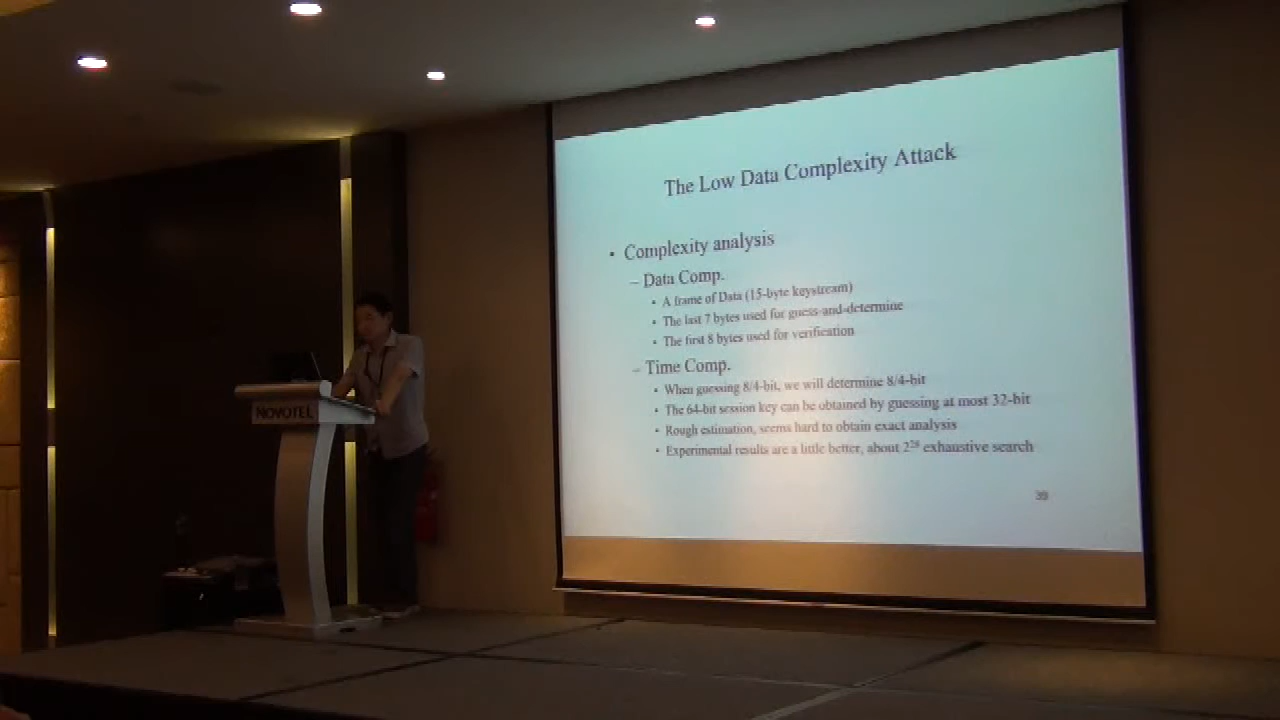 The Low Data Complexity Attack
• Complexity analysis
– Data Comp.
• A frame of Data (15-byte keystream)
• The last 7 bytes used for guess-and-determine
• The first 8 bytes used for verification
– Time Comp.
• When guessing 8/4-bit, we will determine 8/4-bit
• The 64-bit session key can be obtained by guessing at most 32-bit
• Rough estimation, seems hard to obtain exact analysis
• Experimental results are a little better, about exhaustive search
39
NOVOTEL